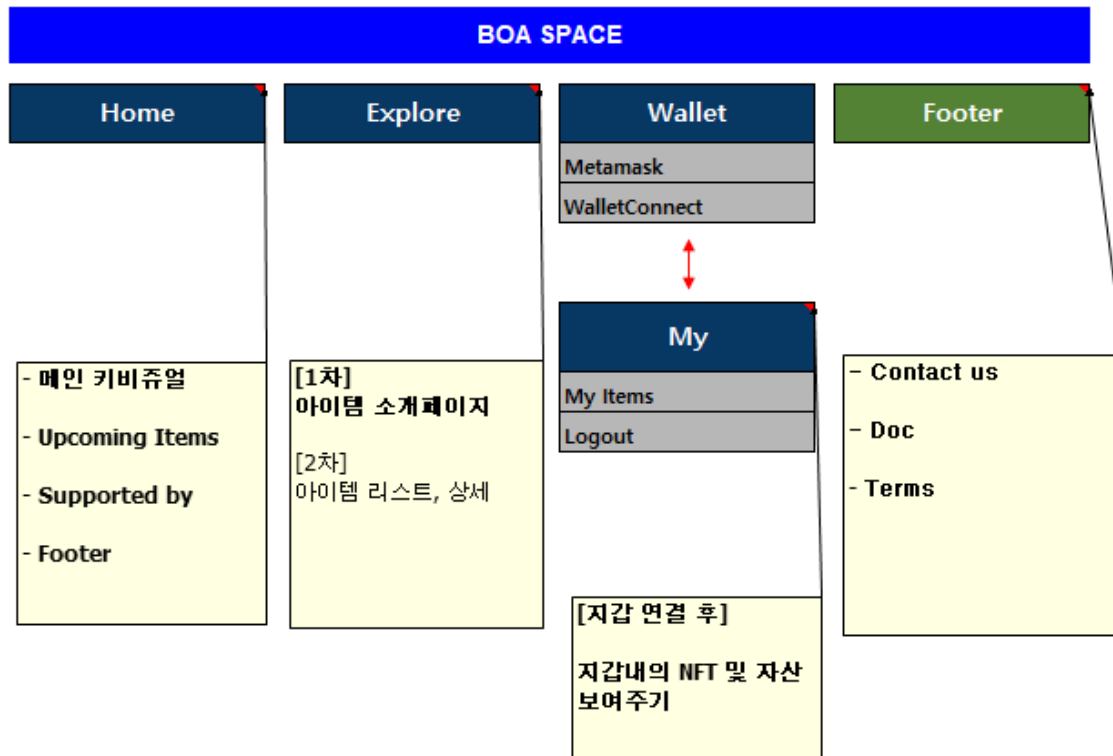 BOA SPACE
Home
Explore
Wallet
Footer
Metamask
WalletConnect
My
My Items
Logout
- 메인 키비쥬얼
- Upcoming Items
- Supported by
- Footer
[1차]
아이템 소개페이지
[2차]
아이템 리스트, 상세
[지갑 연결 후]
지갑내의 NFT 및 자산
보여주기
- Contact us
- Doc
- Terms